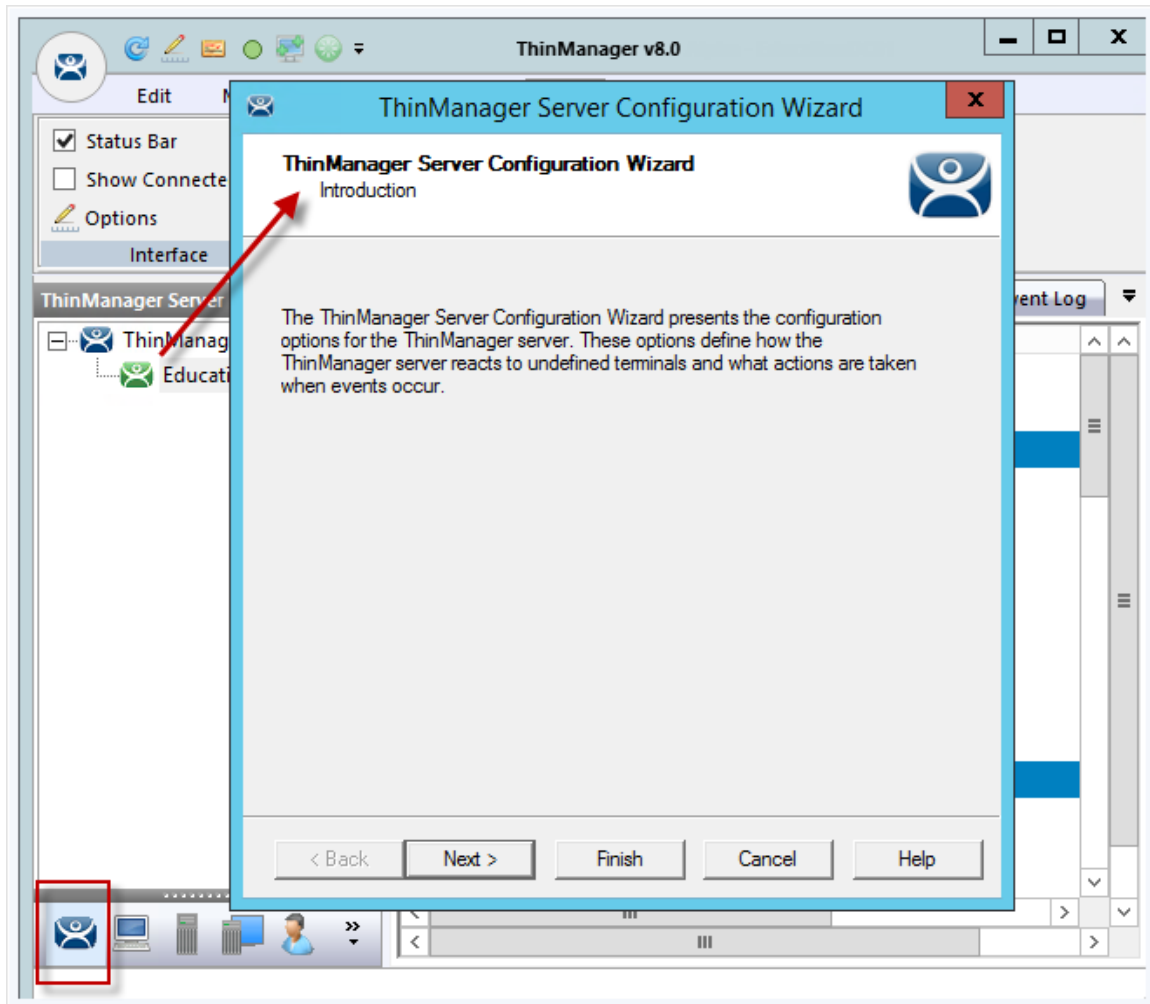 ThinManager v8.0
Edit
ThinManager Server Configuration Wizard
Status Bar
Show Connecte
Options
Interface
ThinManager Server Configuration Wizard
Introduction
ThinManager Server
ent Log
ThinManag
Educati
The ThinManager Server Configuration Wizard presents the configuration
options for the ThinManager server. These options define how the
ThinManager server reacts to undefined terminals and what actions are taken
when events occur.
< Back
Next >
Finish
Cancel
Help